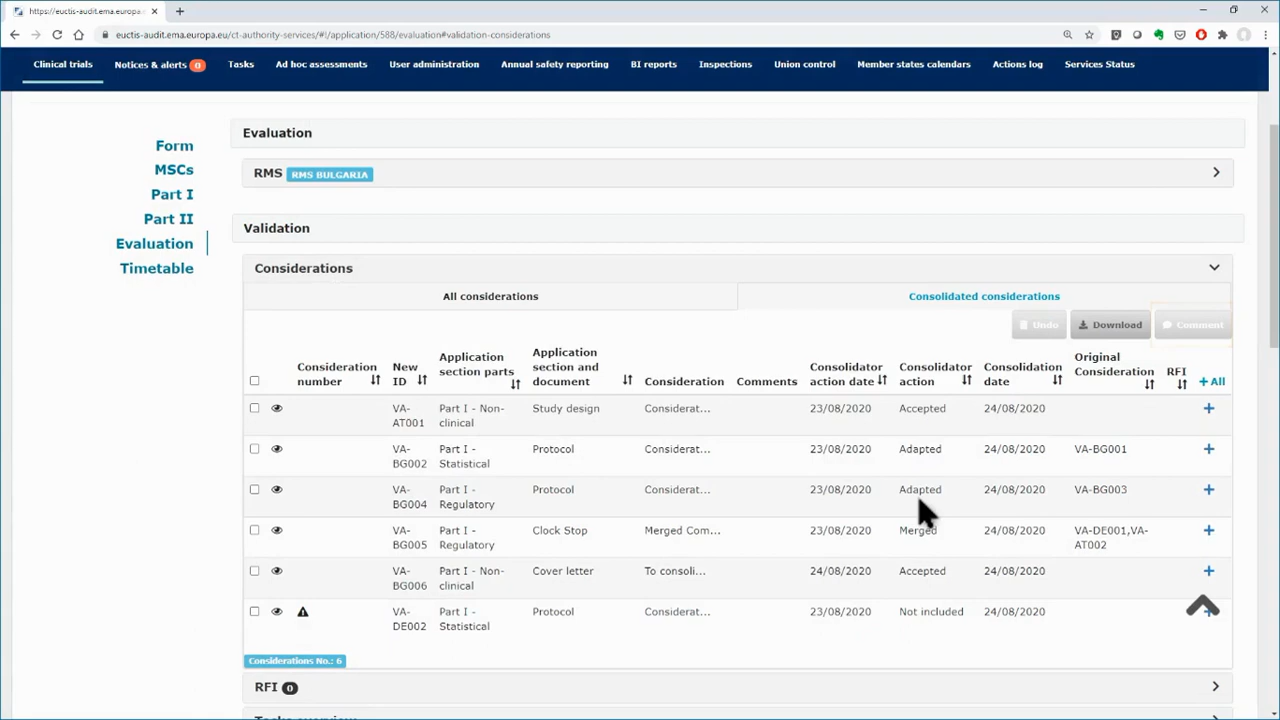 https://euctis-audit.ema.europa.eu/
euctis-audit.ema.europa.eu/ct-authority-services/#!/application/588/evaluation#validation-considerations
Clinical trials Notices & alerts 0 Tasks Ad hoc assessments User administration Annual safety reporting BI reports Inspections Union control Member states calendars Actions log Services Status
Form
MSCs
Part I
Part II
Evaluation
Timetable
Evaluation
RMS RMS BULGARIA
Validation
Considerations
All considerations Consolidated considerations
Undo Download Comment
Consideration number New ID Application section parts Application section and document Consideration Comments Consolidator action date Consolidator action Consolidation date Original Consideration RFI + All
VA-AT001 Part I - Non-clinical Study design Considerat... 23/08/2020 Accepted 24/08/2020 +
VA-BG002 Part I - Statistical Protocol Considerat... 23/08/2020 Adapted 24/08/2020 VA-BG001 +
VA-BG004 Part I - Regulatory Protocol Considerat... 23/08/2020 Adapted 24/08/2020 VA-BG003 +
VA-BG005 Part I - Regulatory Clock Stop Merged Com... 23/08/2020 Merged 24/08/2020 VA-DE001,VA-AT002 +
VA-BG006 Part I - Non-clinical Cover letter To consoli... 24/08/2020 Accepted 24/08/2020 +
VA-DE002 Part I - Statistical Protocol Considerat... 23/08/2020 Not included 24/08/2020 +
Considerations No.: 6
RFI 0
Tasks overview